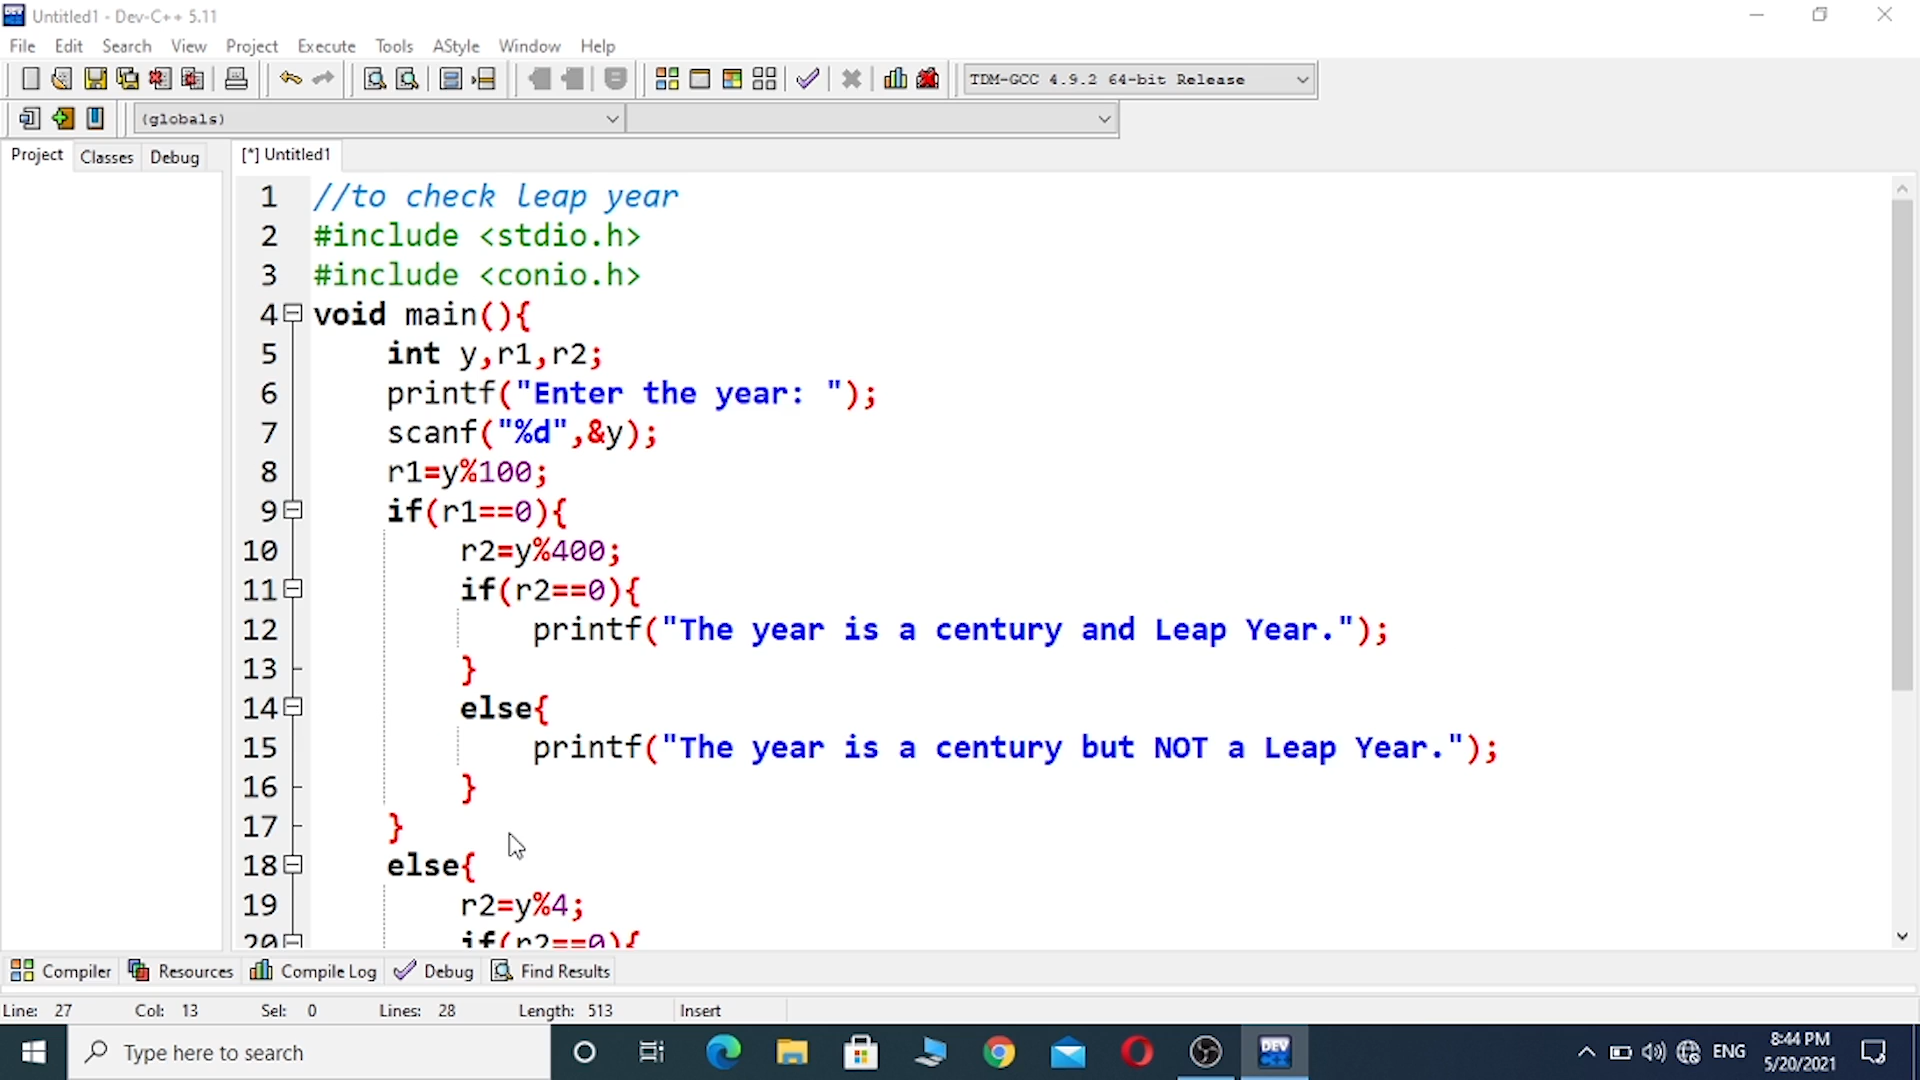 Untitled1 - Dev-C++ 5.11
File Edit Search View Project Execute Tools AStyle Window Help
TDM-GCC 4.9.2 64-bit Release
(globals)
Project Classes Debug [*] Untitled1
1 //to check leap year
2 #include <stdio.h>
3 #include <conio.h>
4 void main(){
5 int y,r1,r2;
6 printf("Enter the year: ");
7 scanf("%d",&y);
8 r1=y%100;
9 if(r1==0){
10 r2=y%400;
11 if(r2==0){
12 printf("The year is a century and Leap Year.");
13 }
14 else{
15 printf("The year is a century but NOT a Leap Year.");
16 }
17 }
18 else{
19 r2=y%4;
20 if(r2==0){
Compiler Resources Compile Log Debug Find Results
Line: 27 Col: 13 Sel: 0 Lines: 28 Length: 513 Insert
Type here to search
DEV C++
ENG
8:44 PM
5/20/2021